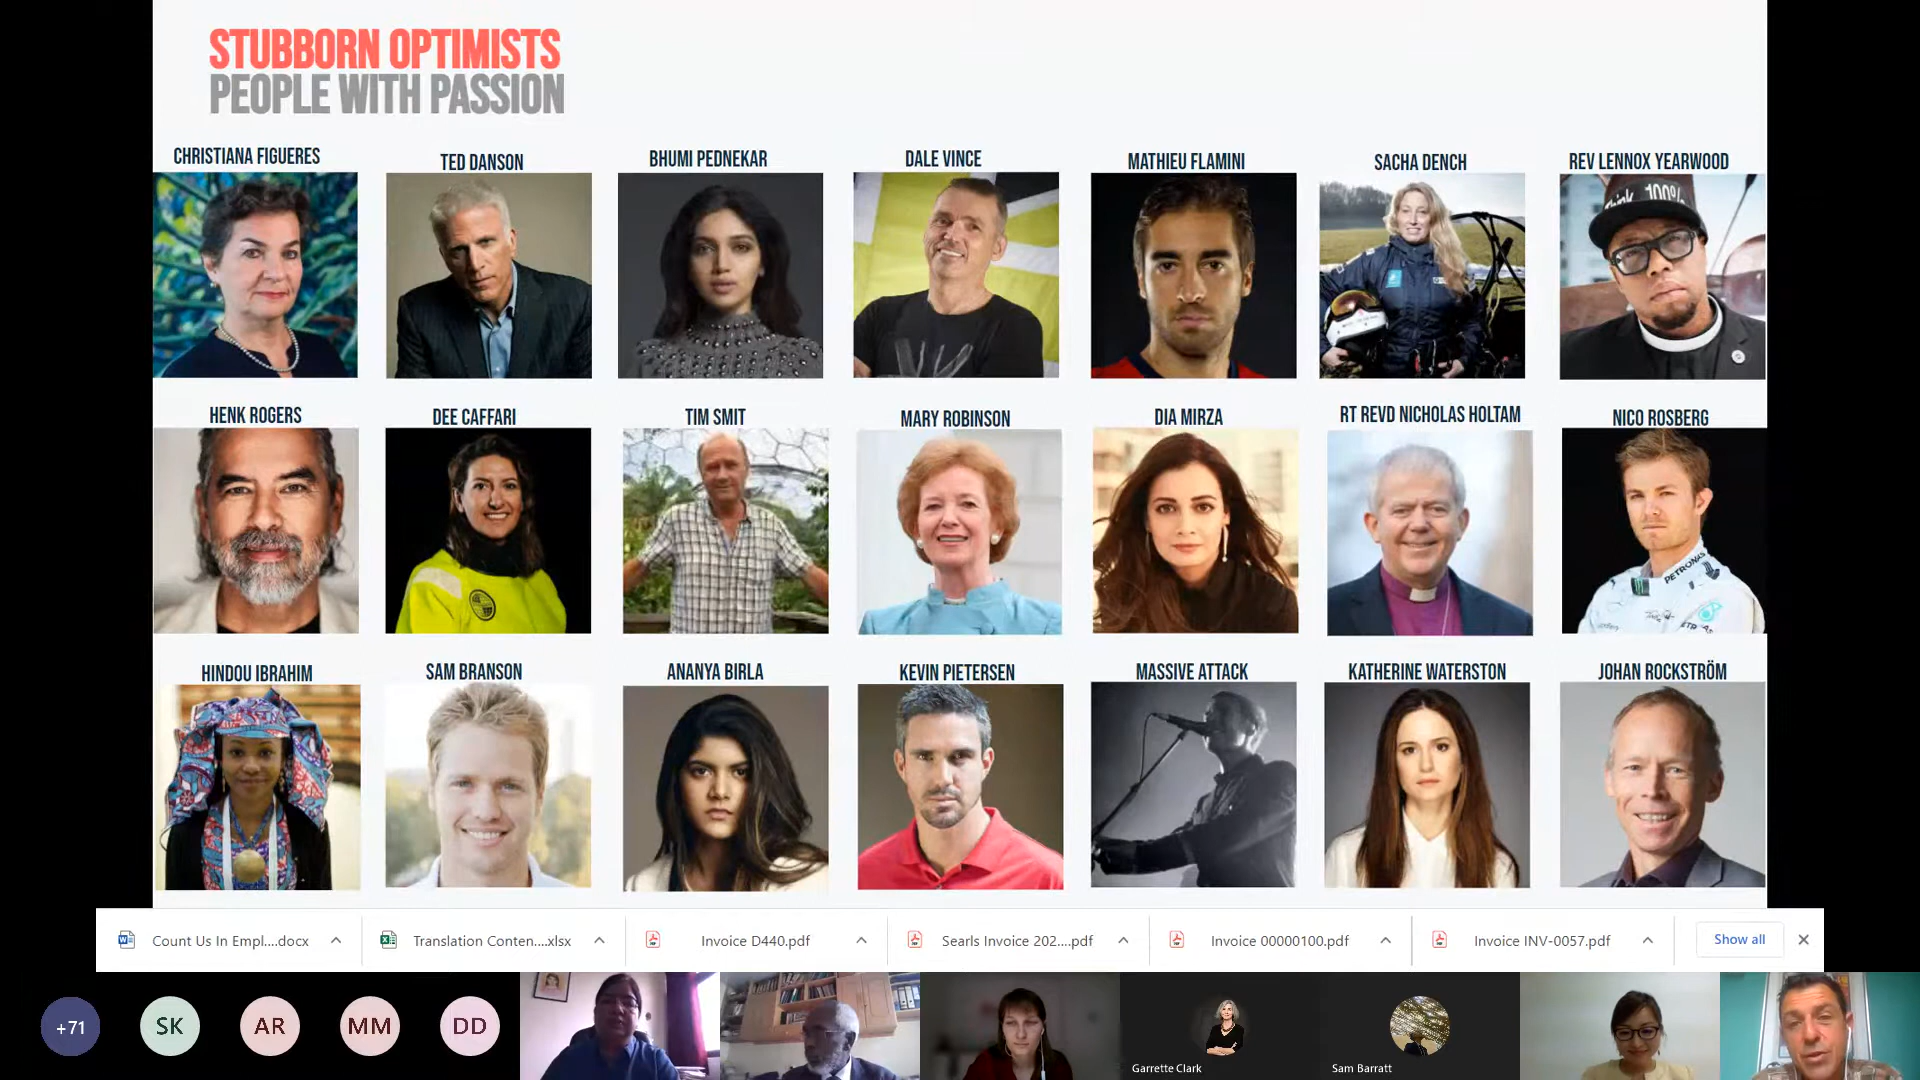 STUBBORN OPTIMISTS
PEOPLE WITH PASSION
CHRISTIANA FIGUERES
TED DANSON
BHUMI PEDNEKAR
DALE VINCE
MATHIEU FLAMINI
SACHA DENCH
REV LENNOX YEARWOOD
Think 100%
HENK ROGERS
DEE CAFFARI
TIM SMIT
MARY ROBINSON
DIA MIRZA
RT REVD NICHOLAS HOLTAM
NICO ROSBERG
PETRONAS
HINDOU IBRAHIM
SAM BRANSON
ANANYA BIRLA
KEVIN PIETERSEN
MASSIVE ATTACK
KATHERINE WATERSTON
JOHAN ROCKSTRÖM
Count Us In Empl....docx
Translation Conten....xlsx
Invoice D440.pdf
Searls Invoice 202....pdf
Invoice 00000100.pdf
Invoice INV-0057.pdf
Show all
+71
SK
AR
MM
DD
Garrette Clark
Sam Barratt